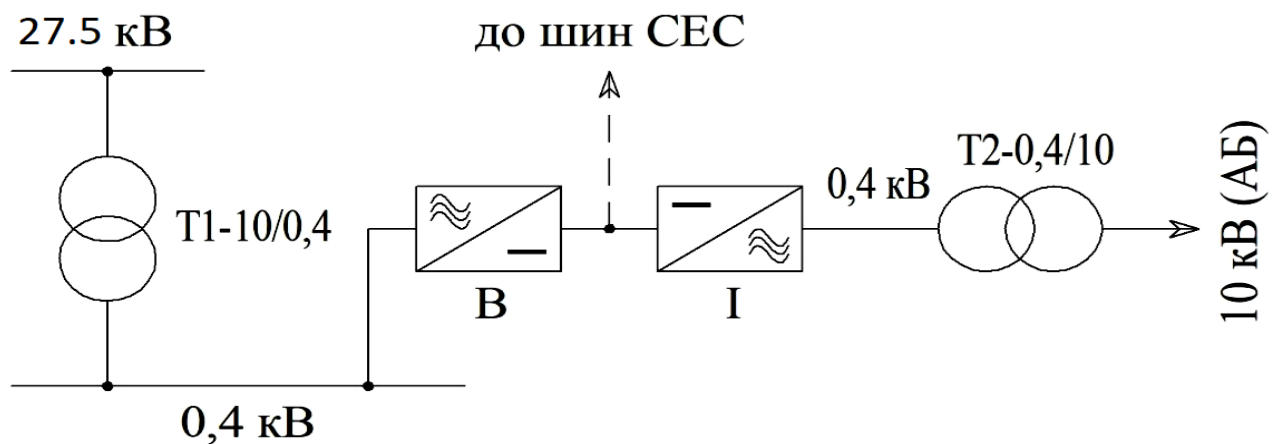 27.5 кВ
до шин СЕС
Т1-10/0,4
В
І
0,4 кВ
Т2-0,4/10
10 кВ (АБ)
0,4 кВ